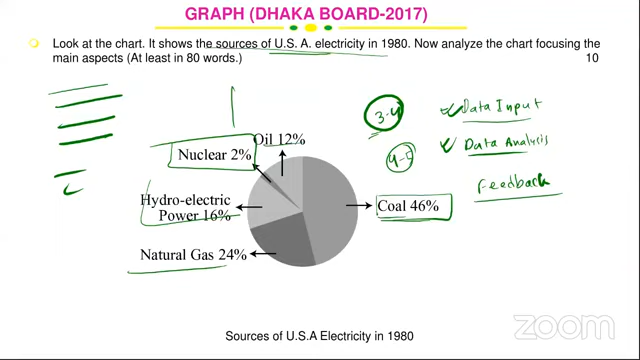 GRAPH (DHAKA BOARD-2017)
Look at the chart. It shows the sources of U.S. A. electricity in 1980. Now analyze the chart focusing the
main aspects (At least in 80 words.) 10
3-4
Data Input
Oil 12%
Nuclear 2%
4-5
Data Analysis
Feedback
Hydro-electric
Power 16%
Coal 46%
Natural Gas 24%
zoom
Sources of U.S.A Electricity in 1980